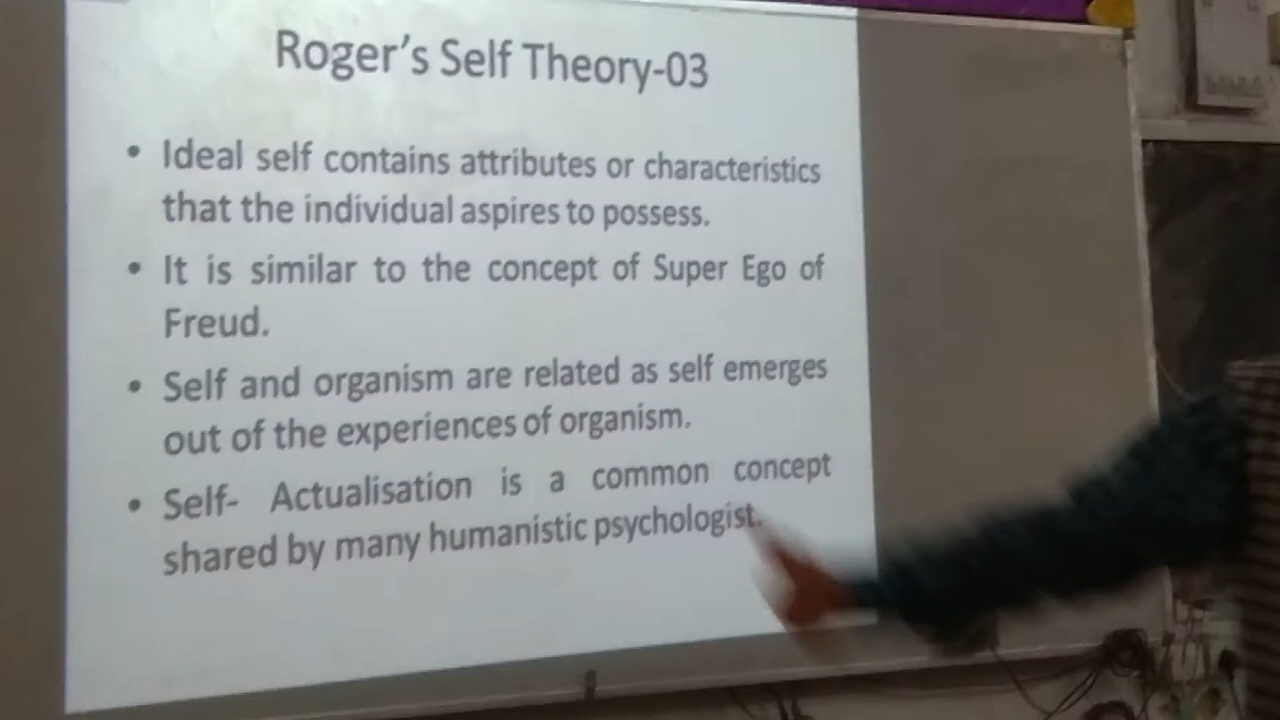 Roger's Self Theory-03
• Ideal self contains attributes or characteristics
that the individual aspires to possess.
• It is similar to the concept of Super Ego of
Freud.
• Self and organism are related as self emerges
out of the experiences of organism.
• Self- Actualisation is a common concept
shared by many humanistic psychologist.